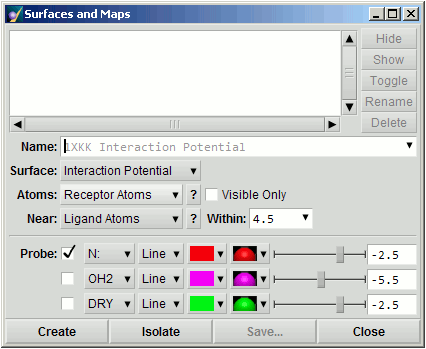 Surfaces and Maps
Hide
Show
Toggle
Rename
Delete
Name: 1XKK Interaction Potential
Surface: Interaction Potential
Atoms: Receptor Atoms ? Visible Only
Near: Ligand Atoms ? Within: 4.5
Probe: N: Line -2.5
OH2 Line -5.5
DRY Line -2.5
Create Isolate Save... Close